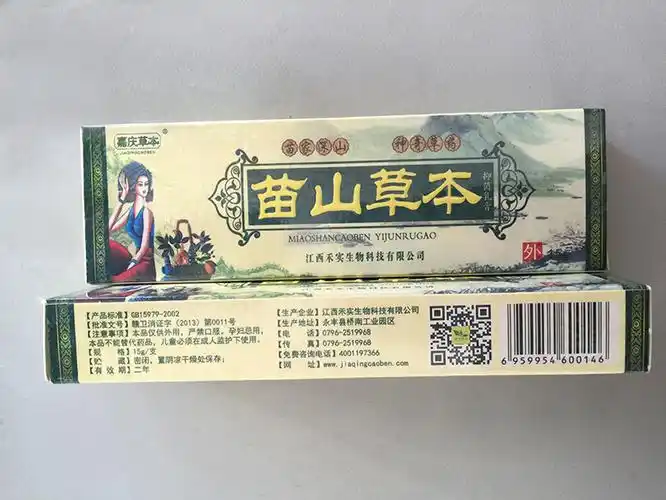 嘉庆草本®
JIAQINGCAOBEN
苗家深山 神奇草药
苗山草本
抑菌乳膏
MIAOSHANCAOBEN YIJUNRUGAO
江西禾实生物科技有限公司
外
【产品标准】GB15979-2002
【批准文号】赣卫消证字（2013）第0011号
【注意事项】本品仅供外用，严禁口服，孕妇忌用，
本品不能替代药品，儿童必须在成人监护下使用。
【规 格】15g/支
【贮 藏】密闭，置阴凉干燥处保存；
【有 效 期】二年
【生产企业】江西禾实生物科技有限公司
【生产地址】永丰县桥南工业园区
【电 话】0796-2519968
【传 真】0796-2519968
【免费咨询电话】4001197366
【网 址】www.jiaqingcaoben.com
6 959954 600146